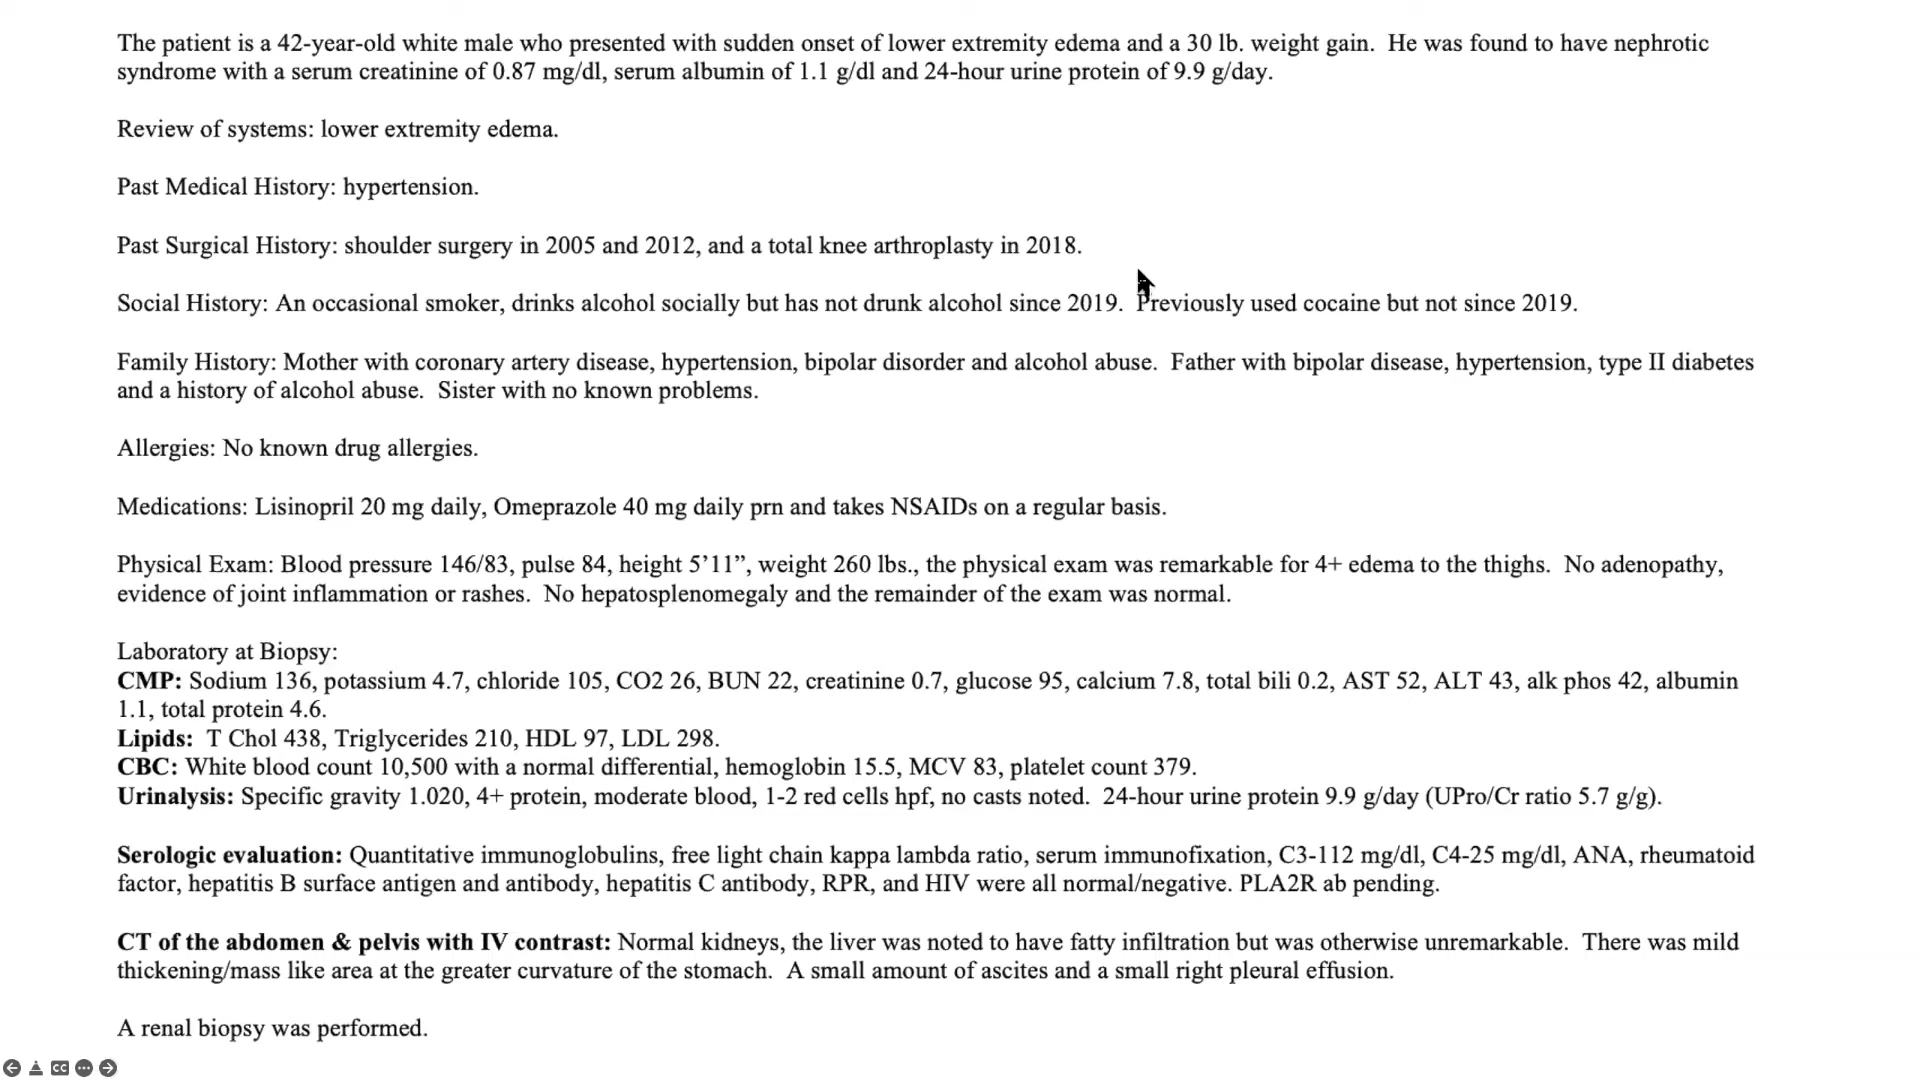 The patient is a 42-year-old white male who presented with sudden onset of lower extremity edema and a 30 lb. weight gain.  He was found to have nephrotic
syndrome with a serum creatinine of 0.87 mg/dl, serum albumin of 1.1 g/dl and 24-hour urine protein of 9.9 g/day.
Review of systems: lower extremity edema.
Past Medical History: hypertension.
Past Surgical History: shoulder surgery in 2005 and 2012, and a total knee arthroplasty in 2018.
Social History: An occasional smoker, drinks alcohol socially but has not drunk alcohol since 2019.  Previously used cocaine but not since 2019.
Family History: Mother with coronary artery disease, hypertension, bipolar disorder and alcohol abuse.  Father with bipolar disease, hypertension, type II diabetes
and a history of alcohol abuse.  Sister with no known problems.
Allergies: No known drug allergies.
Medications: Lisinopril 20 mg daily, Omeprazole 40 mg daily prn and takes NSAIDs on a regular basis.
Physical Exam: Blood pressure 146/83, pulse 84, height 5’11”, weight 260 lbs., the physical exam was remarkable for 4+ edema to the thighs.  No adenopathy,
evidence of joint inflammation or rashes.  No hepatosplenomegaly and the remainder of the exam was normal.
Laboratory at Biopsy:
CMP: Sodium 136, potassium 4.7, chloride 105, CO2 26, BUN 22, creatinine 0.7, glucose 95, calcium 7.8, total bili 0.2, AST 52, ALT 43, alk phos 42, albumin
1.1, total protein 4.6.
Lipids:  T Chol 438, Triglycerides 210, HDL 97, LDL 298.
CBC: White blood count 10,500 with a normal differential, hemoglobin 15.5, MCV 83, platelet count 379.
Urinalysis: Specific gravity 1.020, 4+ protein, moderate blood, 1-2 red cells hpf, no casts noted.  24-hour urine protein 9.9 g/day (UPro/Cr ratio 5.7 g/g).
Serologic evaluation: Quantitative immunoglobulins, free light chain kappa lambda ratio, serum immunofixation, C3-112 mg/dl, C4-25 mg/dl, ANA, rheumatoid
factor, hepatitis B surface antigen and antibody, hepatitis C antibody, RPR, and HIV were all normal/negative. PLA2R ab pending.
CT of the abdomen & pelvis with IV contrast: Normal kidneys, the liver was noted to have fatty infiltration but was otherwise unremarkable.  There was mild
thickening/mass like area at the greater curvature of the stomach.  A small amount of ascites and a small right pleural effusion.
A renal biopsy was performed.
CC